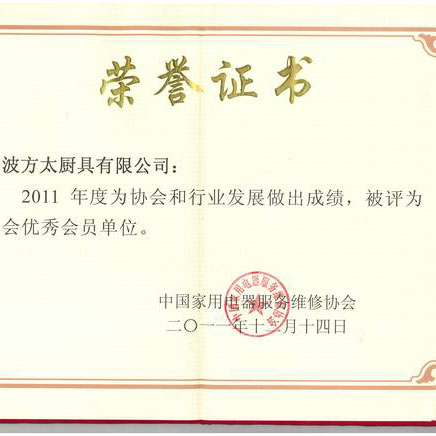 荣誉证书
波方太厨具有限公司：
2011 年度为协会和行业发展做出成绩，被评为
会优秀会员单位。
中国家用电器服务维修协会
二〇一一年十二月十四日